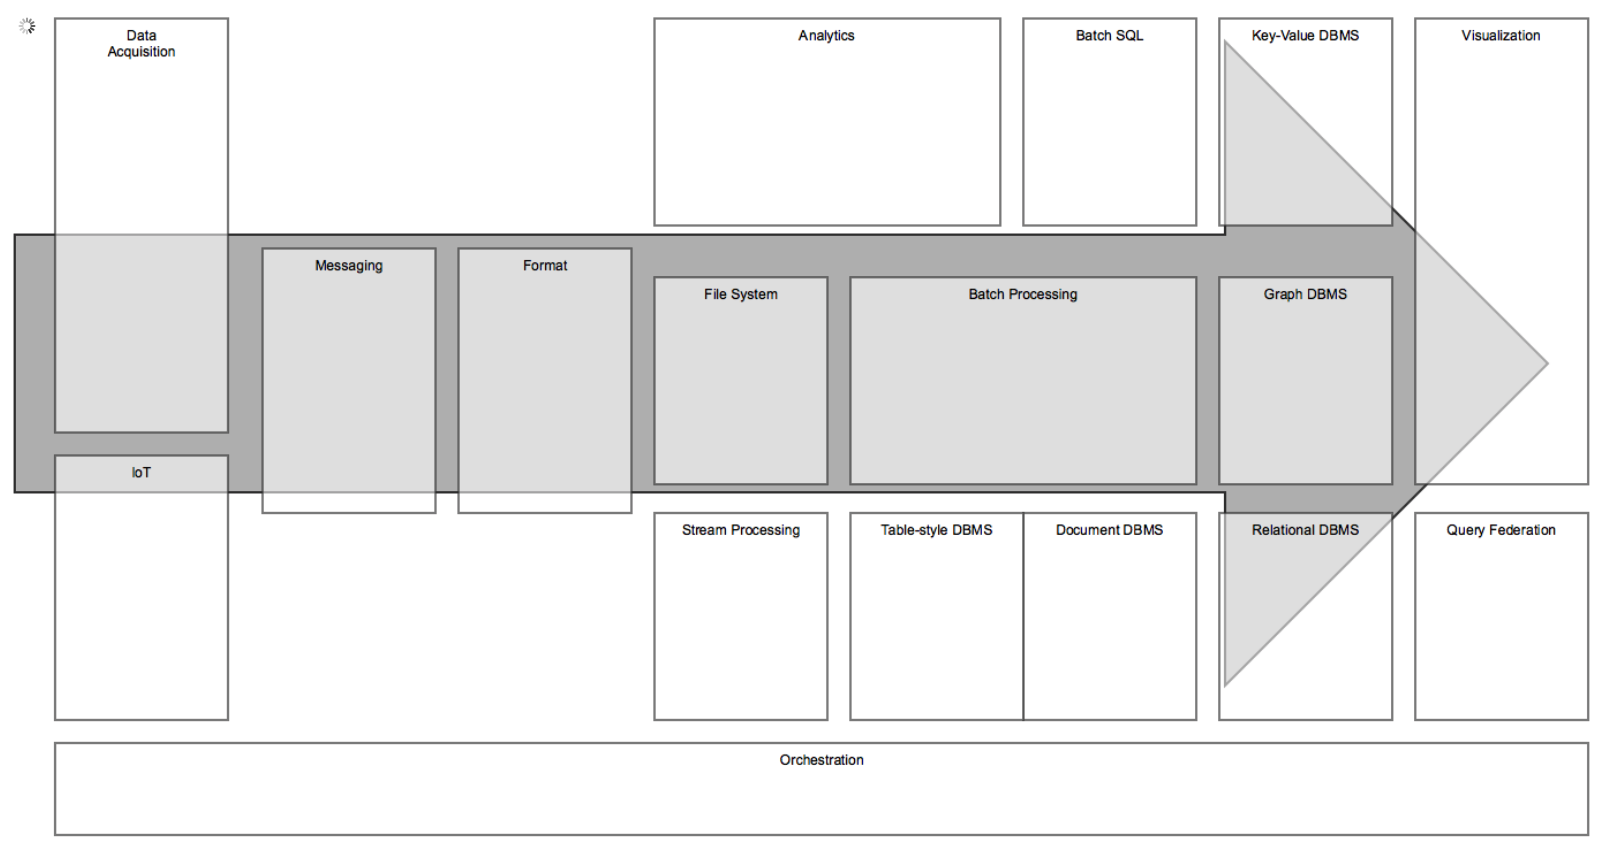 Data
Acquisition
Analytics
Batch SQL
Key-Value DBMS
Visualization
Messaging
Format
File System
Batch Processing
Graph DBMS
IoT
Stream Processing
Table-style DBMS
Document DBMS
Relational DBMS
Query Federation
Orchestration